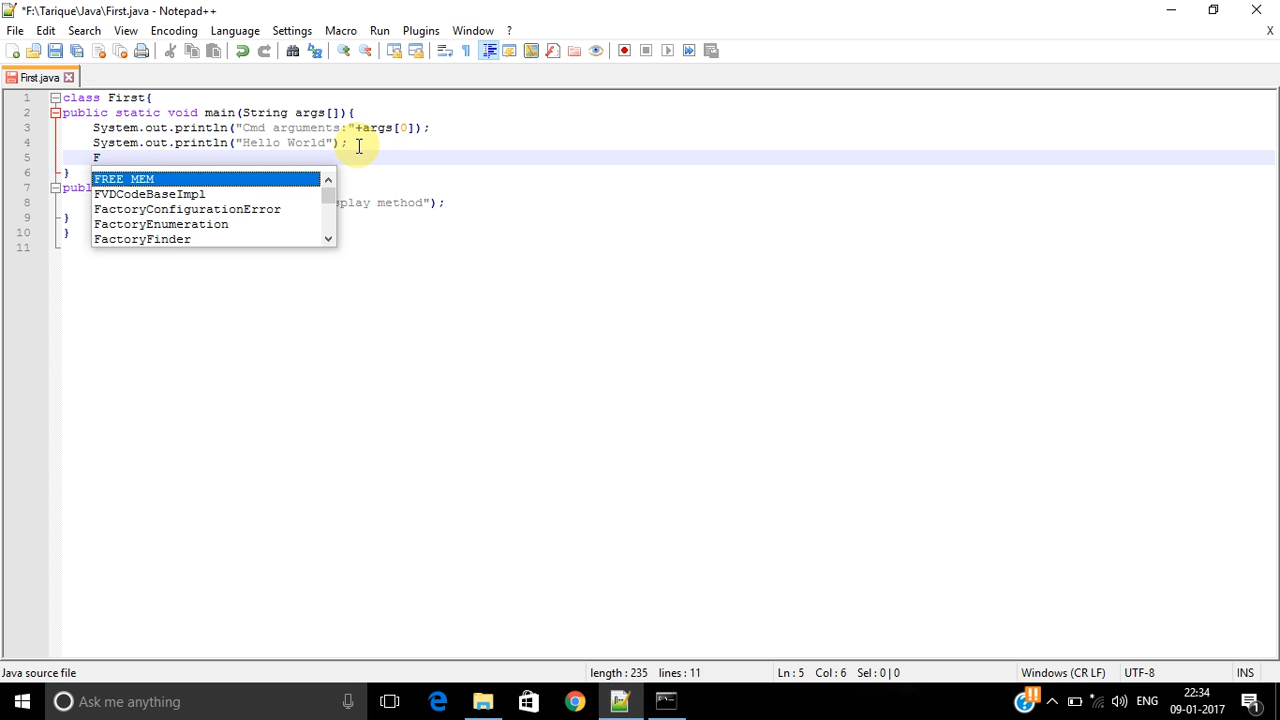 *F:\Tarique\Java\First.java - Notepad++
File Edit Search View Encoding Language Settings Macro Run Plugins Window ? X
First.java
1 class First{
2 public static void main(String args[]){
3 System.out.println("Cmd arguments:"+args[0]);
4 System.out.println("Hello World");
5 F
6 }
FREE_MEM
7 publ
FVDCodeBaseImpl
8 splay method");
FactoryConfigurationError
9 }
FactoryEnumeration
10 }
FactoryFinder
11
Java source file length : 235 lines : 11 Ln : 5 Col : 6 Sel : 0 | 0 Windows (CR LF) UTF-8 INS
Ask me anything ENG 22:34
09-01-2017 1